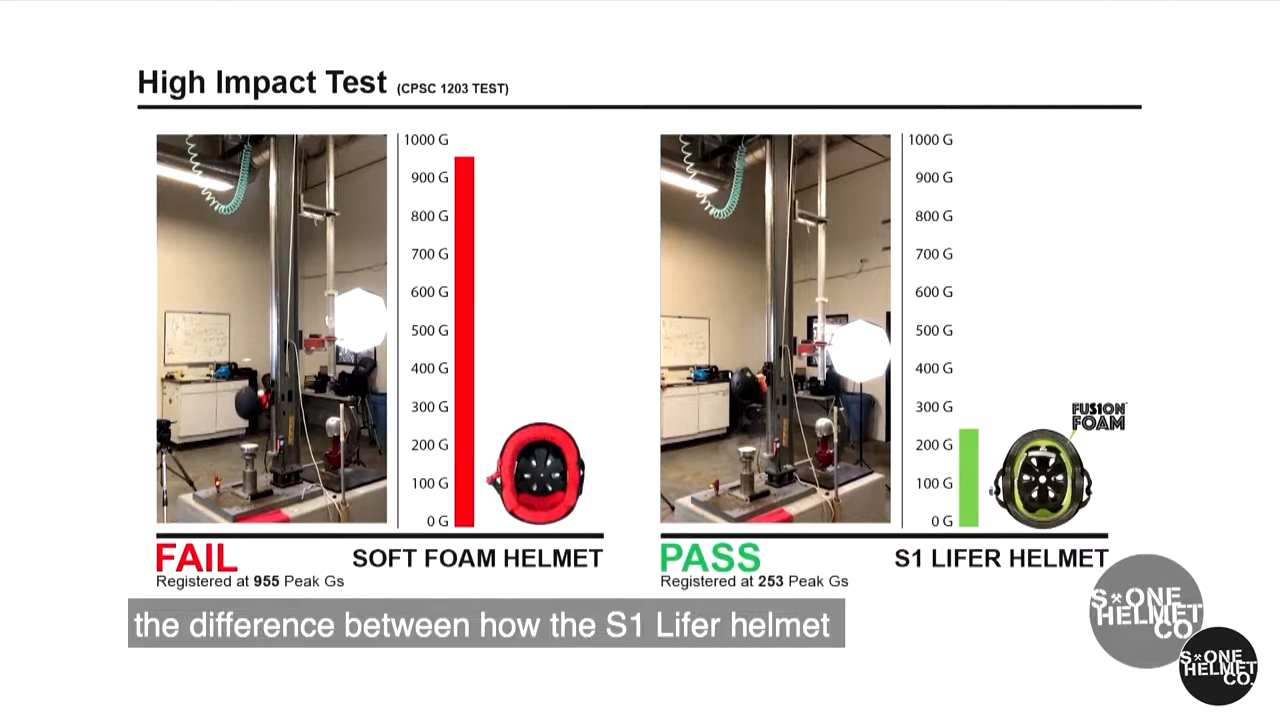 High Impact Test (CPSC 1203 TEST)
1000 G
900 G
800 G
700 G
600 G
500 G
400 G
300 G
200 G
100 G
0 G
FAIL
SOFT FOAM HELMET
Registered at 955 Peak Gs
1000 G
900 G
800 G
700 G
600 G
500 G
400 G
300 G
200 G
100 G
0 G
FUS1ON
FOAM
PASS
S1 LIFER HELMET
Registered at 253 Peak Gs
the difference between how the S1 Lifer helmet
S ONE
HELMET
CO.
S ONE
HELMET
CO.